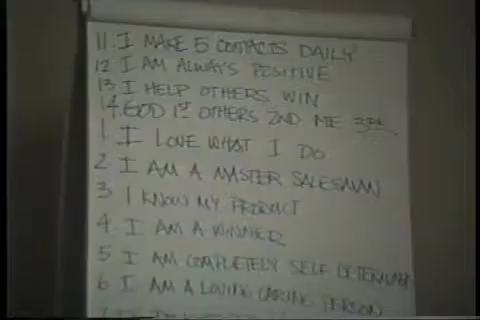 11. I MAKE 5 CONTACTS DAILY
12 I AM ALWAYS POSITIVE
13 I HELP OTHERS WIN
14. GOD 1ST OTHERS 2ND ME 3RD
1. I LOVE WHAT I DO
2. I AM A MASTER SALESMAN
3 I KNOW MY PRODUCT
4. I AM A WINNER
5 I AM COMPLETELY SELF
6 I AM A LOVING CARING PERSON